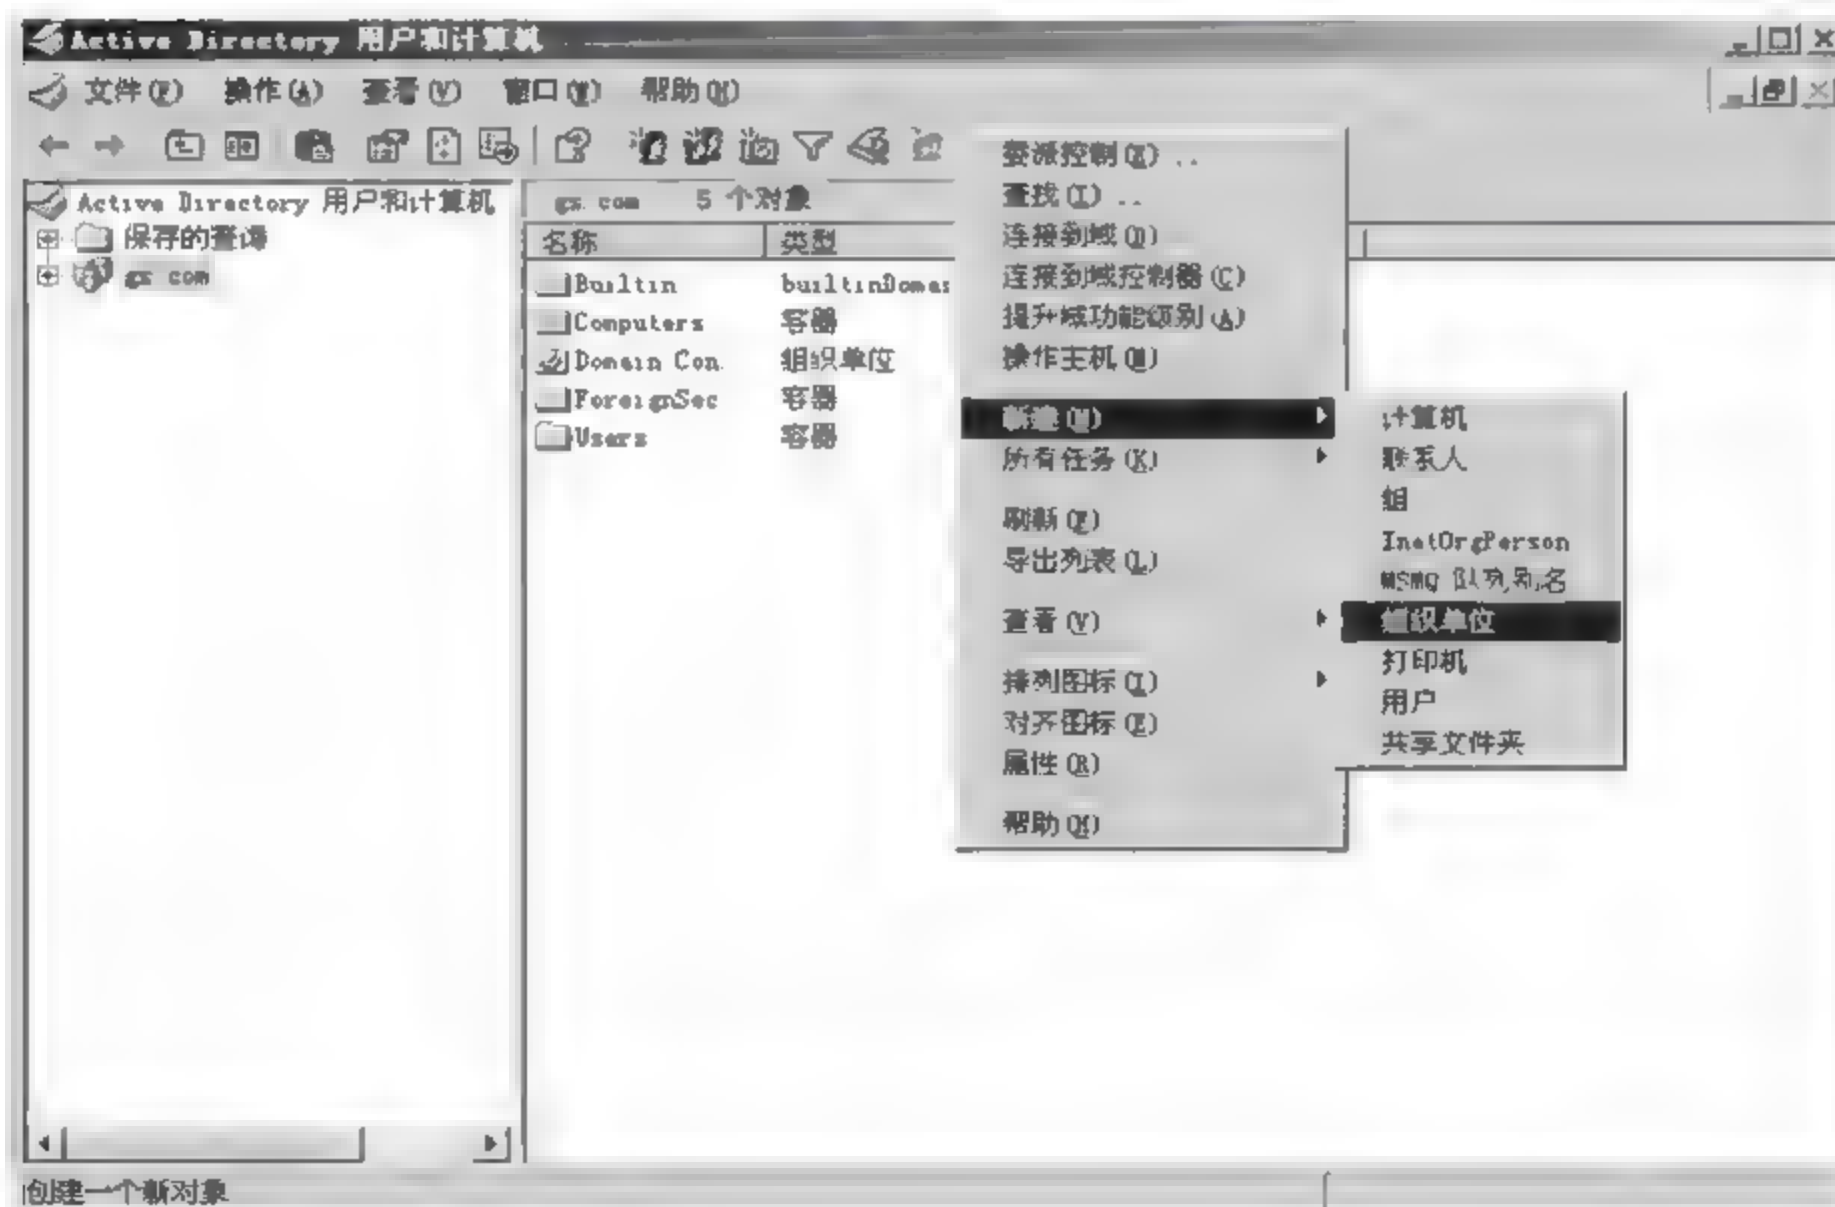 Active Directory 用户和计算机
文件(F) 操作(A) 查看(V) 窗口(W) 帮助(H)
Active Directory 用户和计算机
保存的查询
gs com
gs com 5 个对象
名称 类型
Builtin builtinDomai
Computers 容器
Domain Con. 组织单位
ForeignSec 容器
Users 容器
委派控制(E)..
查找(I)..
连接到域(D)
连接到域控制器(C)
提升域功能级别(A)
操作主机(M)
新建(N)
所有任务(K)
刷新(F)
导出列表(L)
查看(V)
排列图标(I)
对齐图标(E)
属性(R)
帮助(H)
计算机
联系人
组
InetOrgPerson
MSMQ 队列别名
组织单位
打印机
用户
共享文件夹
创建一个新对象